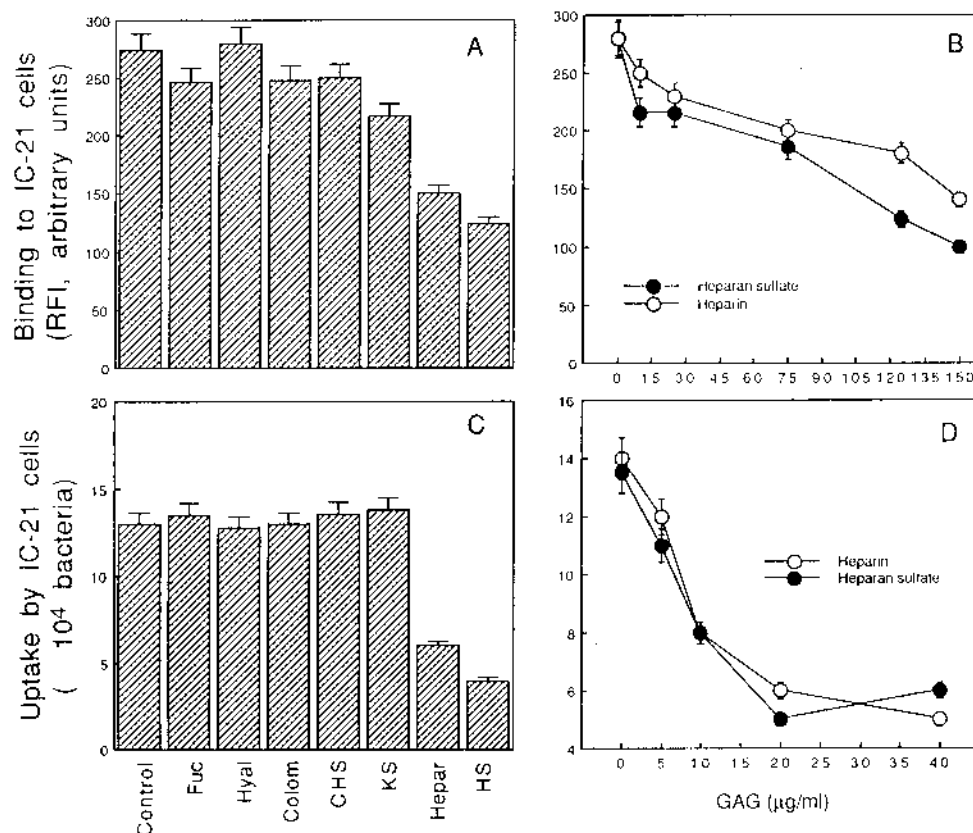 Binding to IC-21 cells
(RFI, arbitrary units)
300
250
200
150
100
50
0
A
300
250
200
150
100
50
0
B
Heparan sulfate
Heparin
0 15 30 45 60 75 90 105 120 135 150
Uptake by IC-21 cells
( 10⁴ bacteria)
20
15
10
5
0
C
Control
Fuc
Hyal
Colom
CHS
KS
Hepar
HS
16
14
12
10
8
6
4
D
Heparin
Heparan sulfate
0 5 10 15 20 25 30 35 40
GAG (µg/ml)